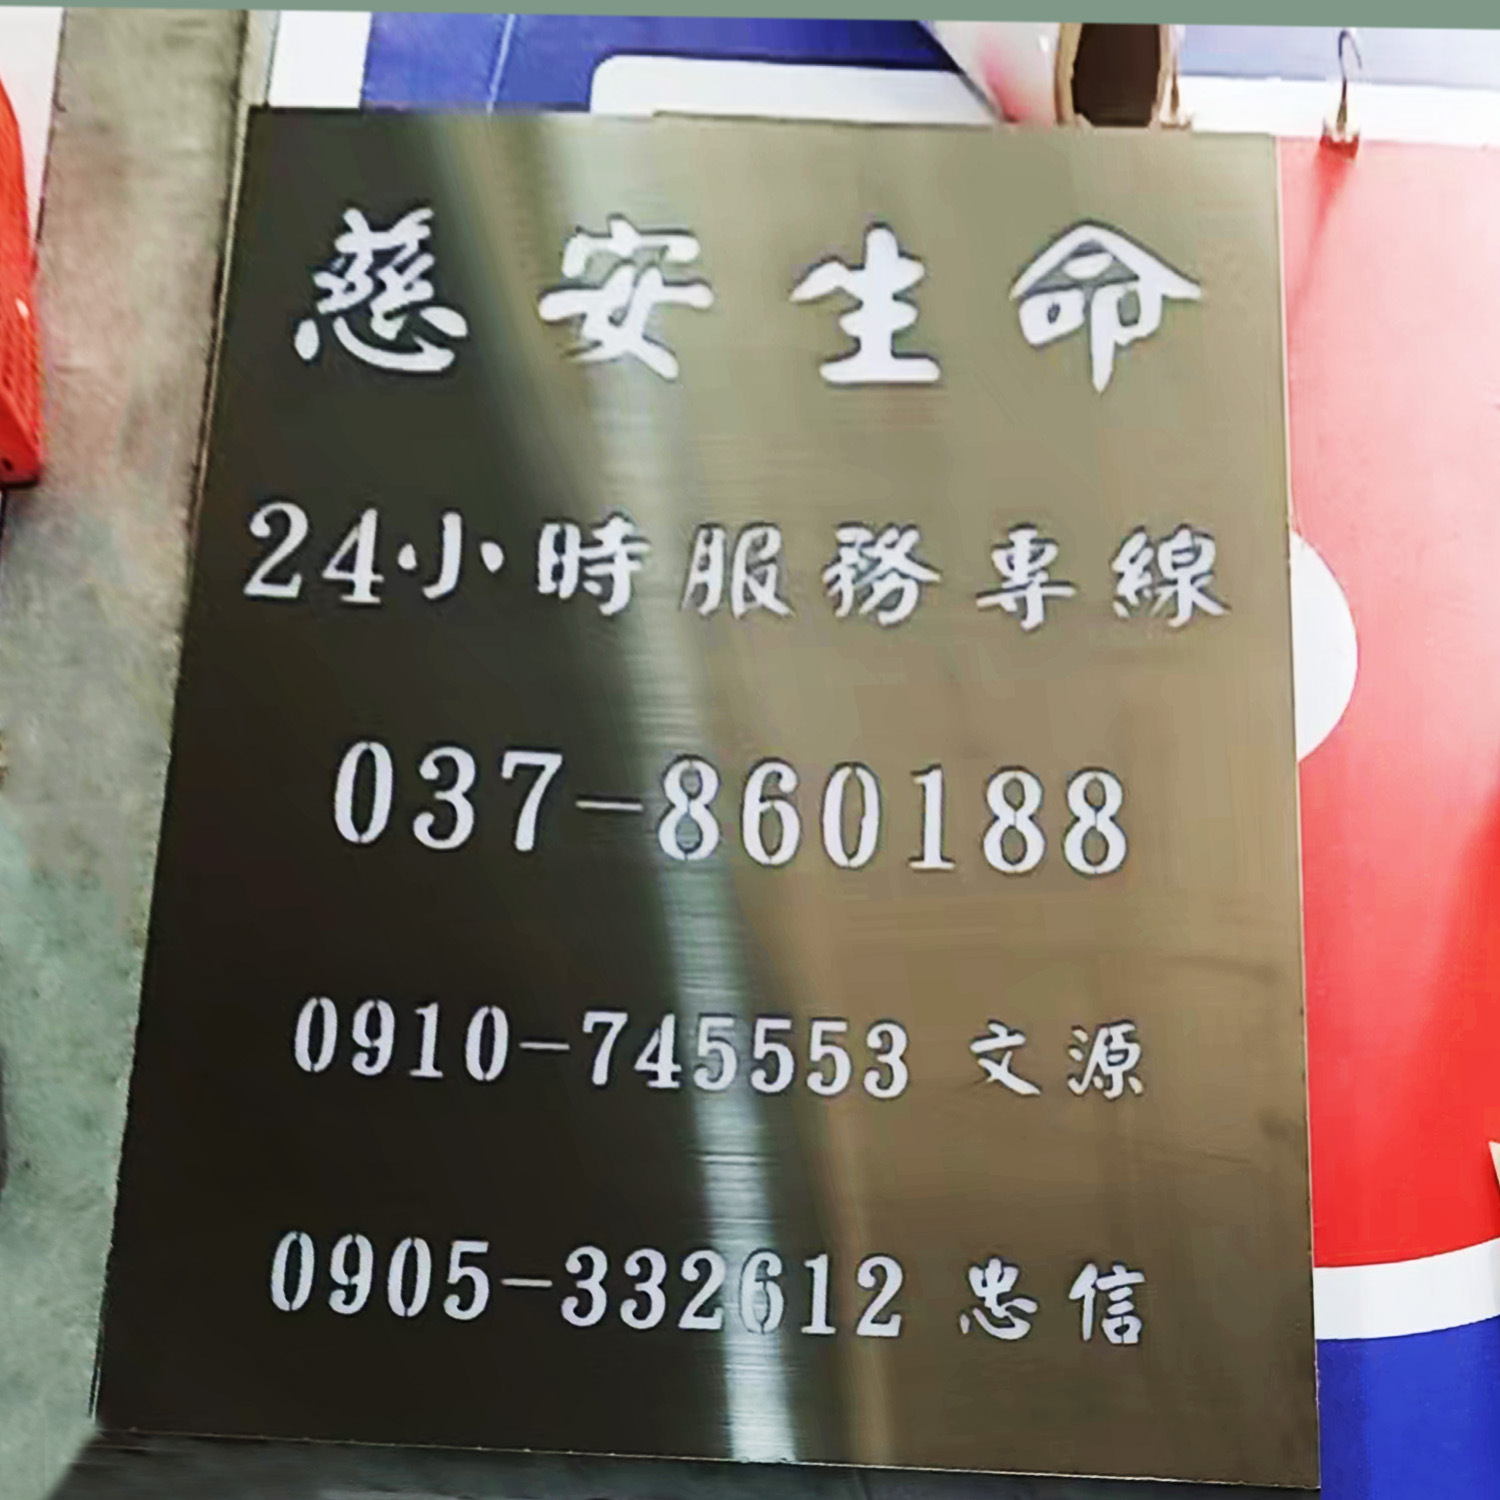 慈安生命
24小時服務專線
037-860188
0910-745553 文源
0905-332612 忠信